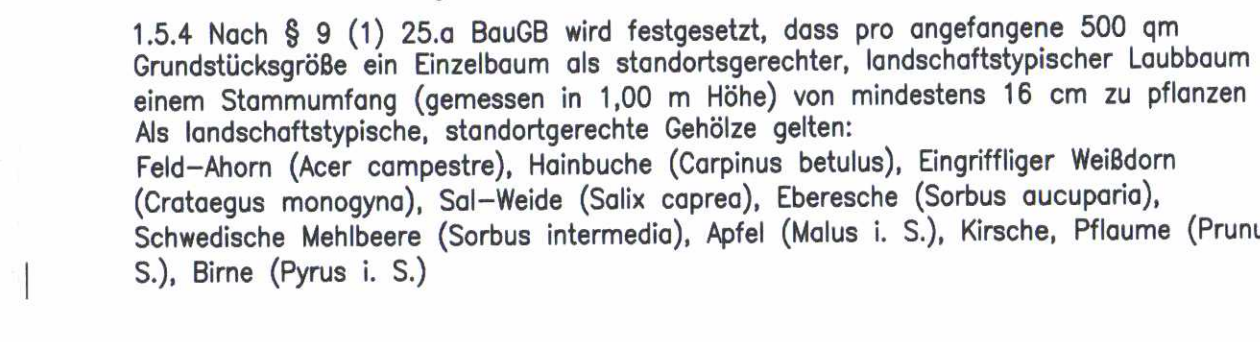 1.5.4 Nach § 9 (1) 25.a BauGB wird festgesetzt, dass pro angefangene 500 qm
Grundstücksgröße ein Einzelbaum als standortsgerechter, landschaftstypischer Laubbaum
einem Stammumfang (gemessen in 1,00 m Höhe) von mindestens 16 cm zu pflanzen
Als landschaftstypische, standortgerechte Gehölze gelten:
Feld-Ahorn (Acer campestre), Hainbuche (Carpinus betulus), Eingriffliger Weißdorn
(Crataegus monogyna), Sal-Weide (Salix caprea), Eberesche (Sorbus aucuparia),
Schwedische Mehlbeere (Sorbus intermedia), Apfel (Malus i. S.), Kirsche, Pflaume (Prunu
S.), Birne (Pyrus i. S.)